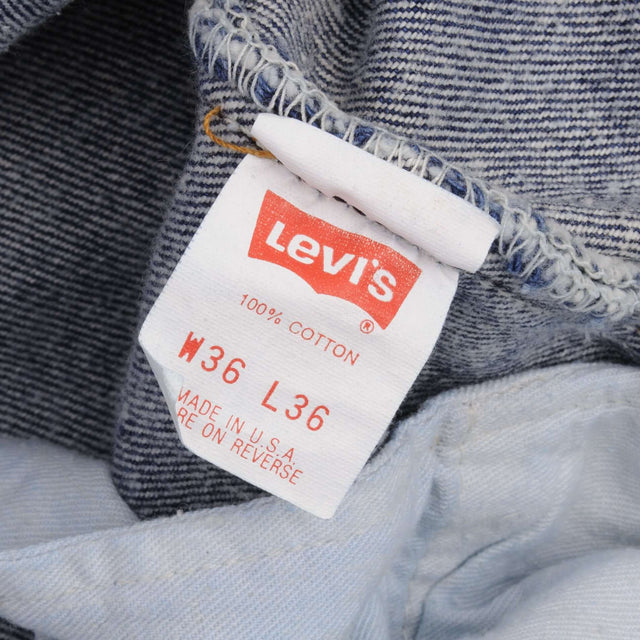 Levi's
®
100% COTTON
W36 L36
MADE IN U.S.A.
RE ON REVERSE